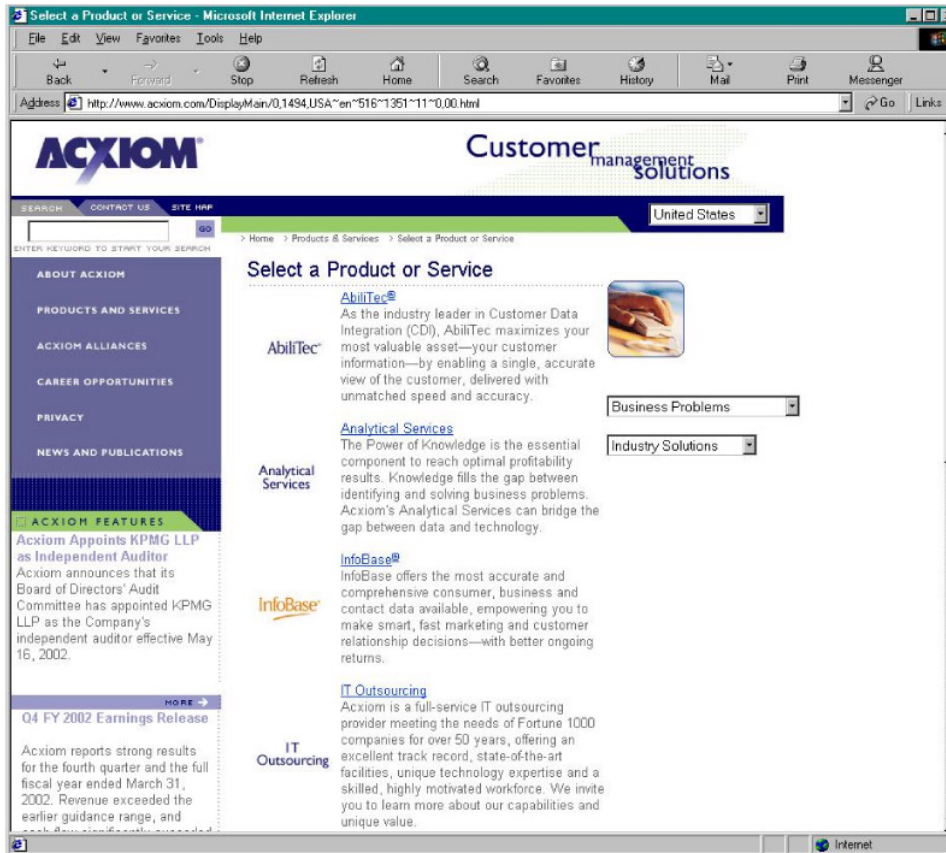 Select a Product or Service - Microsoft Internet Explorer
File Edit View Favorites Tools Help
Back Forward Stop Refresh Home Search Favorites History Mail Print Messenger
Address http://www.acxiom.com/DisplayMain/0,1494,USA~en~516~1351~11~0,00.html Go Links
ACXIOM®
Customer
management
solutions
SEARCH CONTACT US SITE MAP
United States
GO
ENTER KEYWORD TO START YOUR SEARCH
> Home > Products & Services > Select a Product or Service
ABOUT ACXIOM
PRODUCTS AND SERVICES
ACXIOM ALLIANCES
CAREER OPPORTUNITIES
PRIVACY
NEWS AND PUBLICATIONS
ACXIOM FEATURES
Acxiom Appoints KPMG LLP
as Independent Auditor
Acxiom announces that its
Board of Directors' Audit
Committee has appointed KPMG
LLP as the Company's
independent auditor effective May
16, 2002.
MORE
Q4 FY 2002 Earnings Release
Acxiom reports strong results
for the fourth quarter and the full
fiscal year ended March 31,
2002. Revenue exceeded the
earlier guidance range, and
cash flow significantly exceeded
Select a Product or Service
AbiliTec
AbiliTec®
As the industry
leader in Customer Data
Integration (CDI), AbiliTec maximizes your
most valuable asset—your customer
information—by enabling a single, accurate
view of the customer, delivered with
unmatched speed and accuracy.
Analytical
Services
Analytical Services
The Power of Knowledge is the essential
component to reach optimal profitability
results. Knowledge fills the gap between
identifying and solving business problems.
Acxiom's Analytical Services can bridge the
gap between data and technology.
InfoBase
InfoBase®
InfoBase offers the most accurate and
comprehensive consumer, business and
contact data available, empowering you to
make smart, fast marketing and customer
relationship decisions—with better ongoing
returns.
IT
Outsourcing
IT Outsourcing
Acxiom is a full-service IT outsourcing
provider meeting the needs of Fortune 1000
companies for over 50 years, offering an
excellent track record, state-of-the-art
facilities, unique technology expertise and a
skilled, highly motivated workforce. We invite
you to learn more about our capabilities and
unique value.
Business Problems
Industry Solutions
Internet